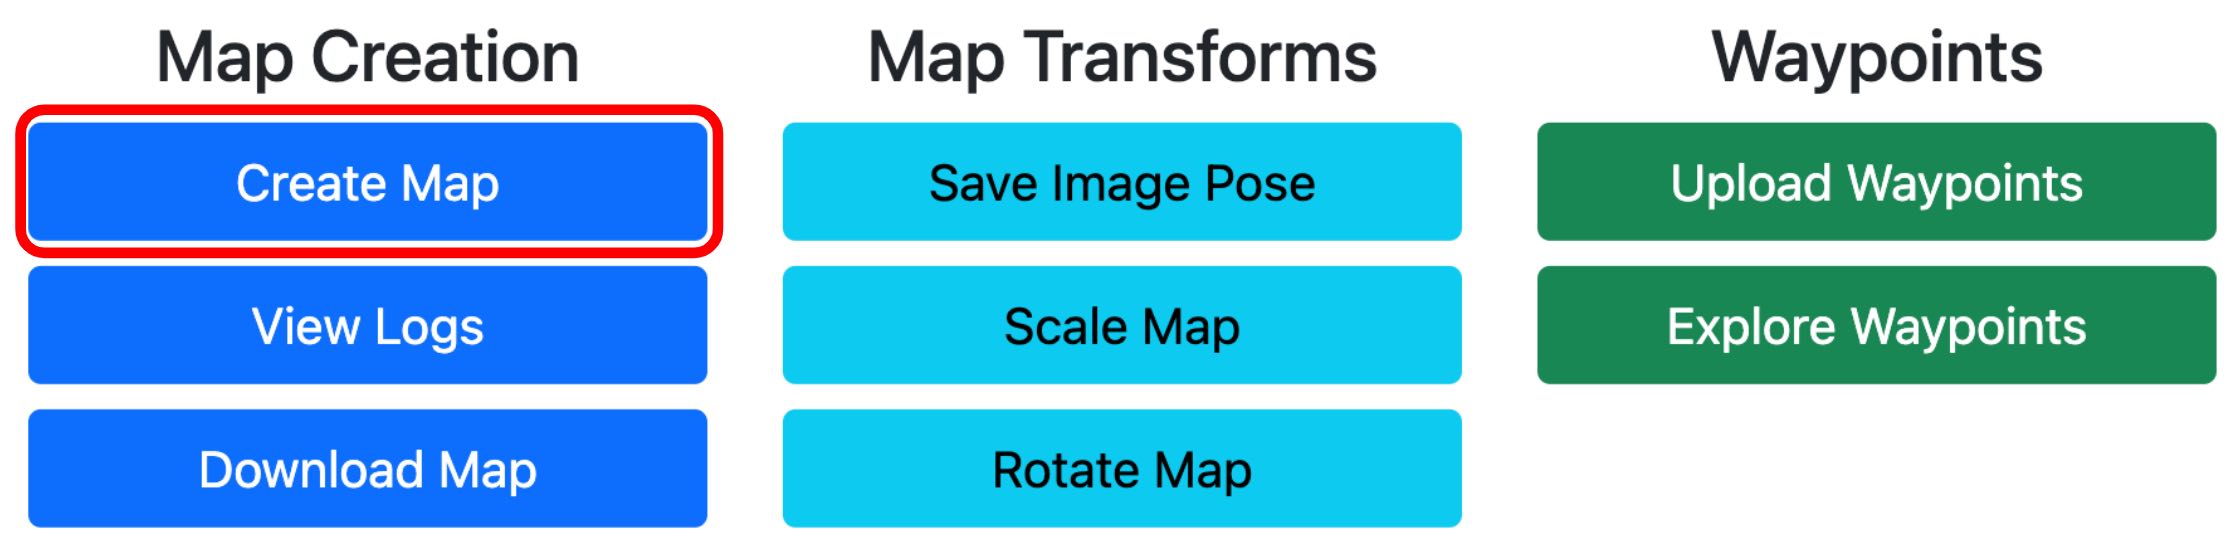 Map Creation
Create Map
View Logs
Download Map
Map Transforms
Save Image Pose
Scale Map
Rotate Map
Waypoints
Upload Waypoints
Explore Waypoints